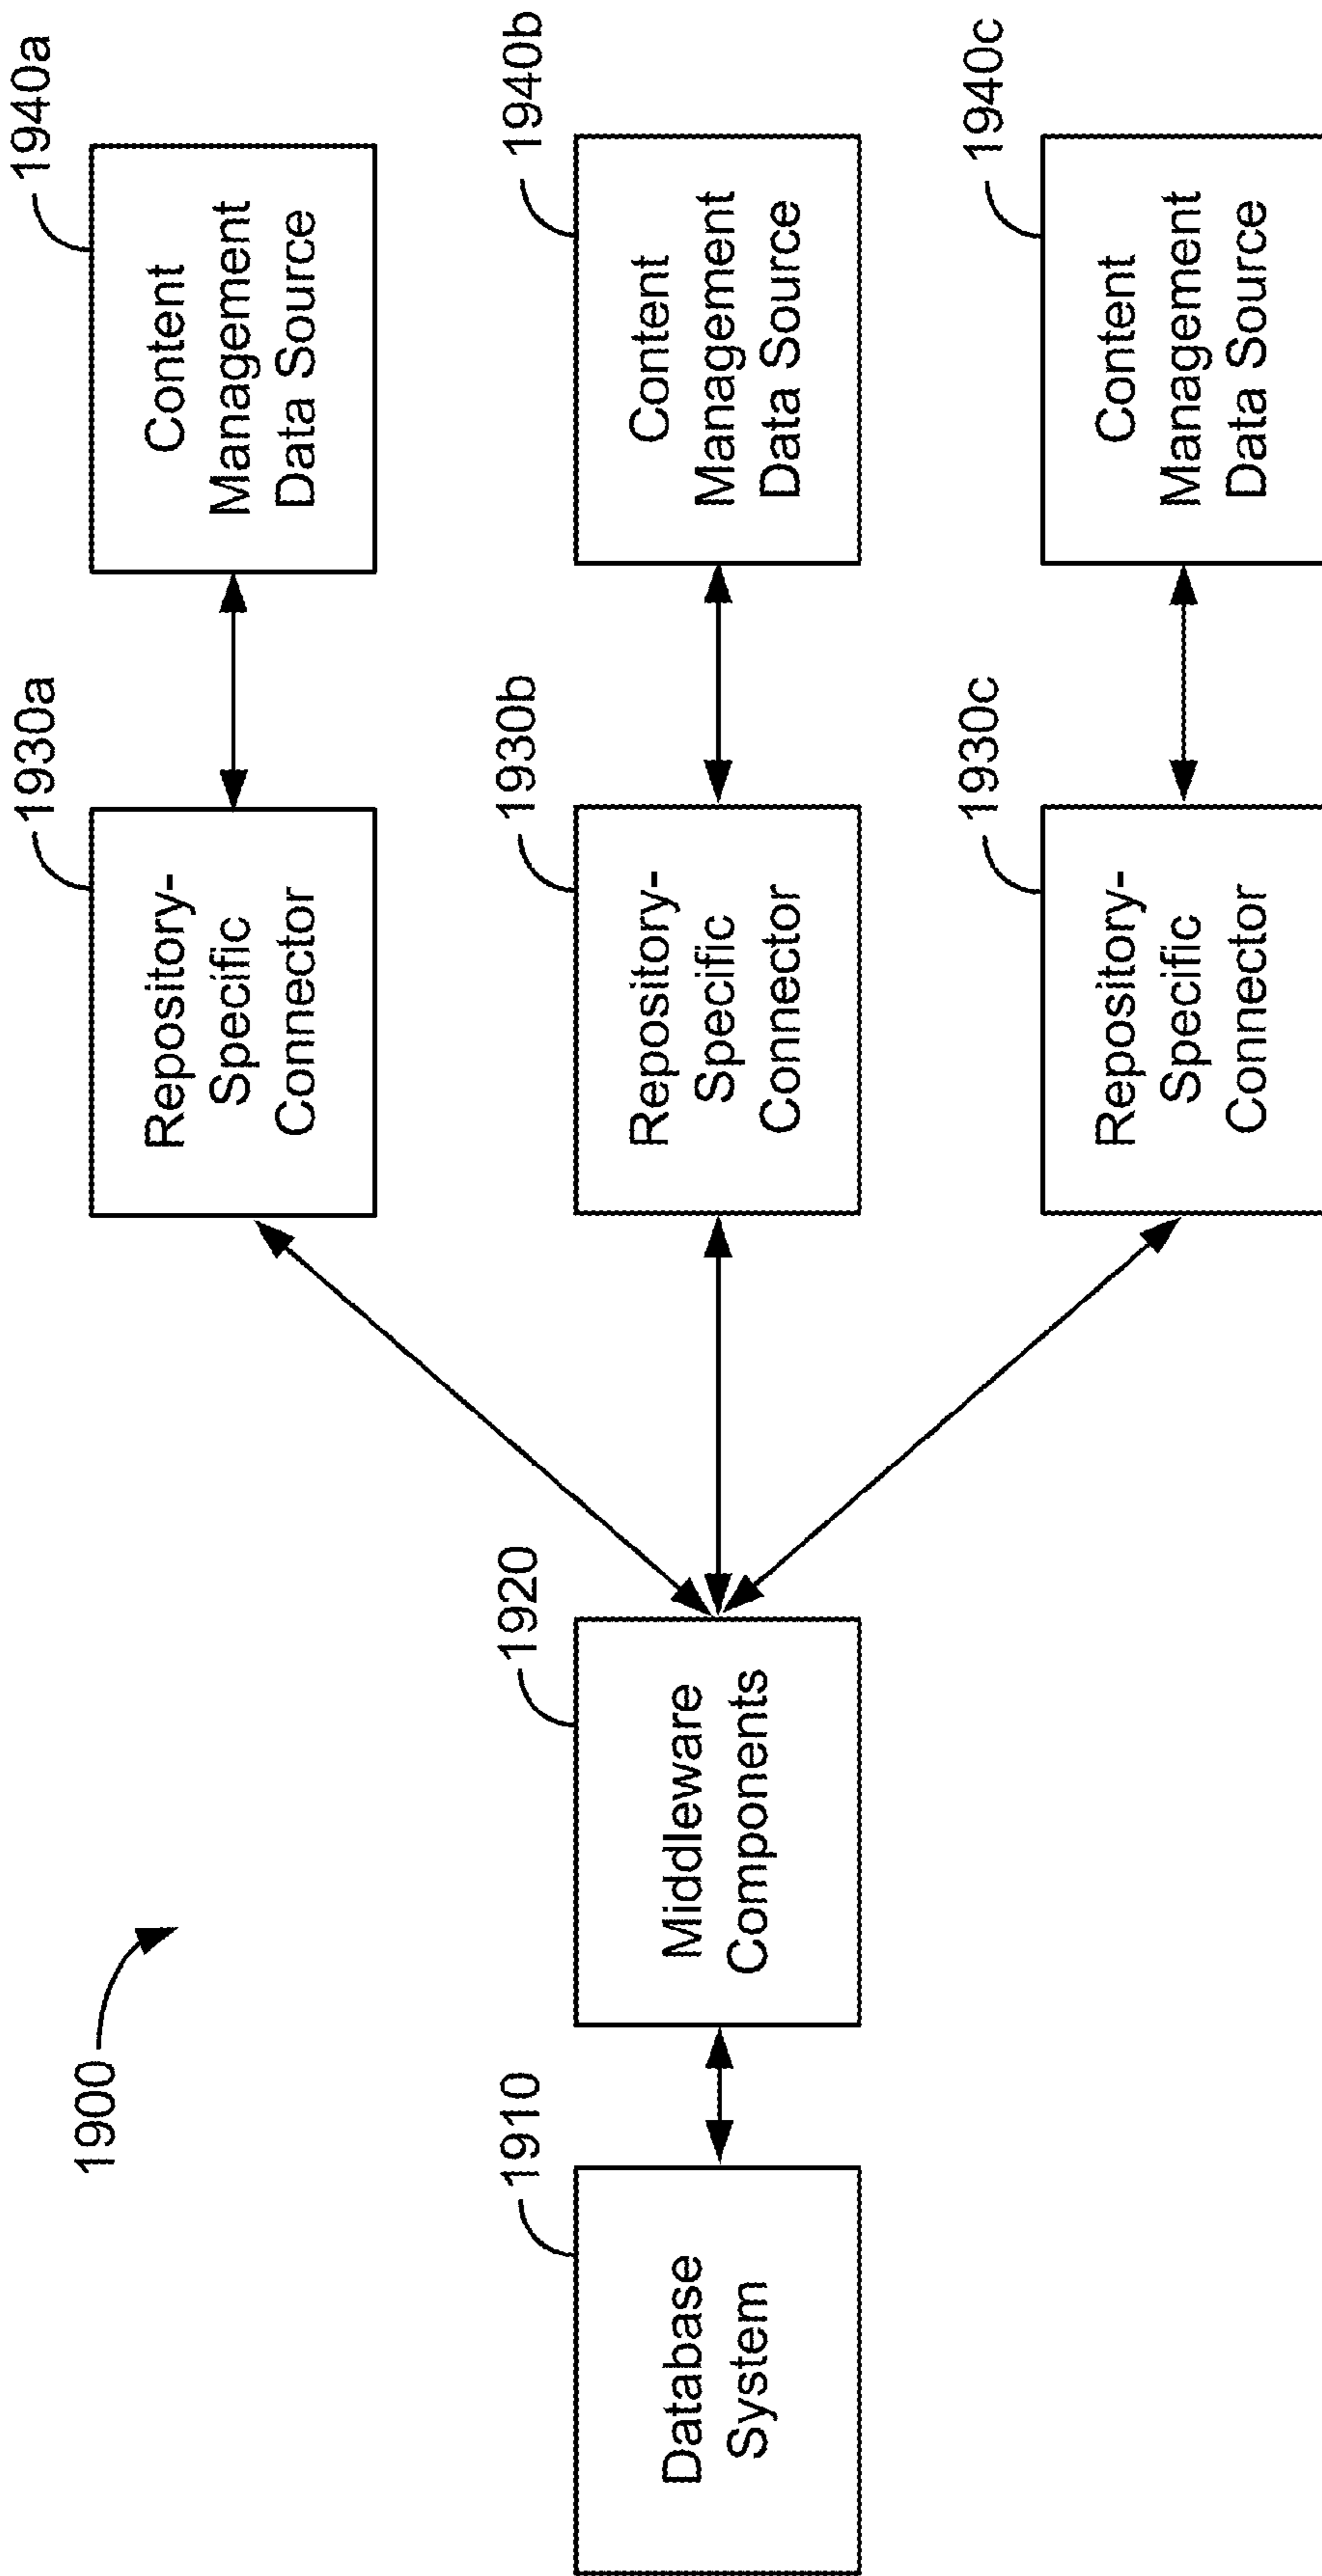 1900
1910
Database
System
1920
Middleware
Components
1930a
Repository-
Specific
Connector
1940a
Content
Management
Data Source
1930b
Repository-
Specific
Connector
1940b
Content
Management
Data Source
1930c
Repository-
Specific
Connector
1940c
Content
Management
Data Source